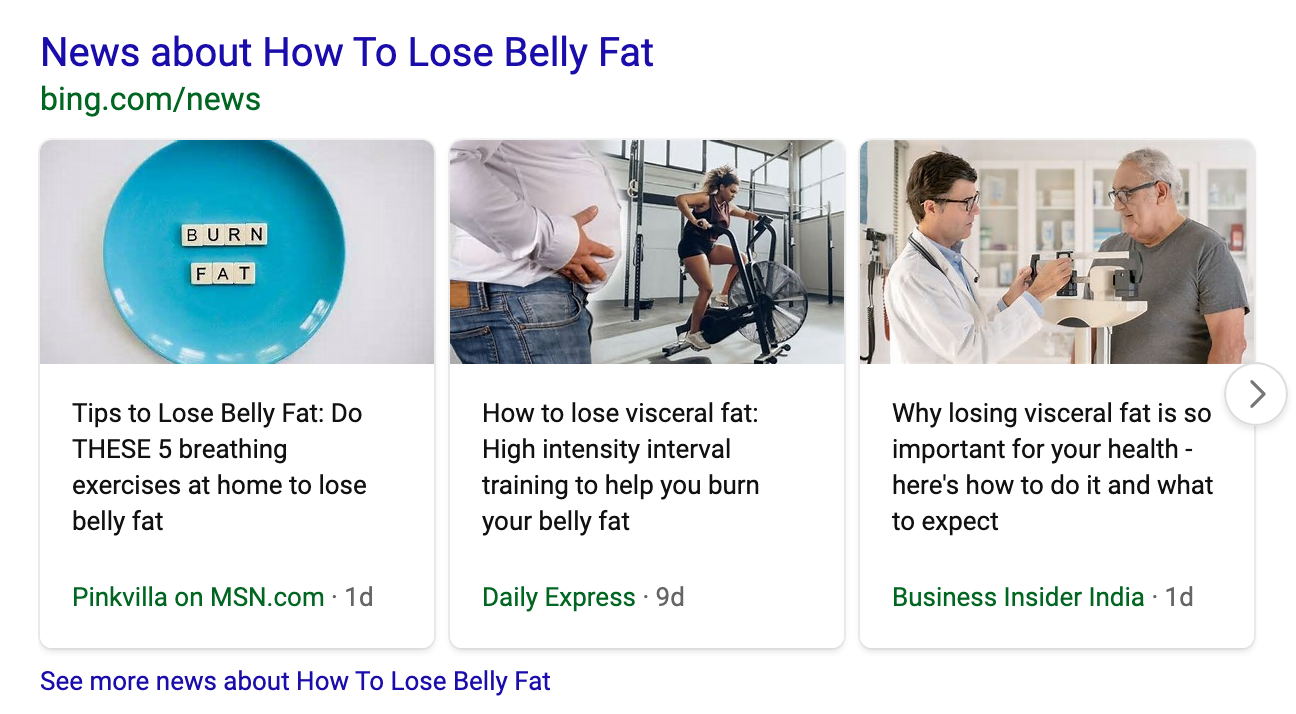 News about How To Lose Belly Fat
bing.com/news
BURN
FAT
Tips to Lose Belly Fat: Do
THESE 5 breathing
exercises at home to lose
belly fat
Pinkvilla on MSN.com · 1d
How to lose visceral fat:
High intensity interval
training to help you burn
your belly fat
Daily Express · 9d
Why losing visceral fat is so
important for your health -
here's how to do it and what
to expect
Business Insider India · 1d
See more news about How To Lose Belly Fat